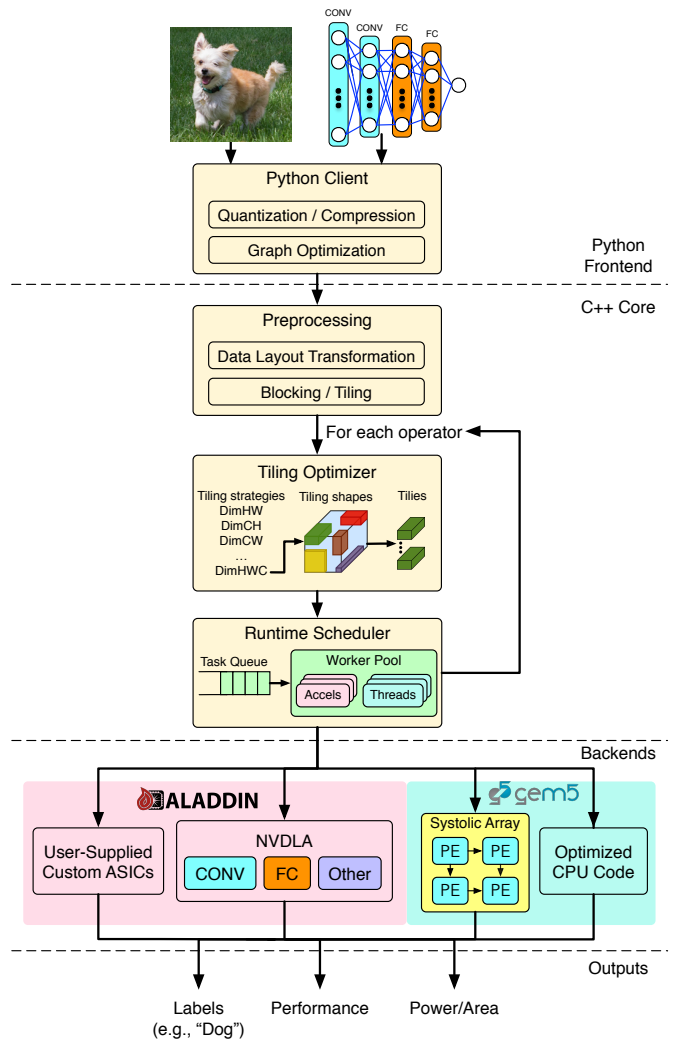 CONV
CONV
FC
FC
Python Client
Quantization / Compression
Graph Optimization
Python
Frontend
C++ Core
Preprocessing
Data Layout Transformation
Blocking / Tiling
For each operator
Tiling Optimizer
Tiling strategies
Tiling shapes
Tilies
DimHW
DimCH
DimCW
...
DimHWC
Runtime Scheduler
Task Queue
Worker Pool
Accels
Threads
Backends
ALADDIN
gem5
User-Supplied
Custom ASICs
NVDLA
CONV
FC
Other
Systolic Array
PE
PE
PE
PE
Optimized
CPU Code
Outputs
Labels
(e.g., “Dog”)
Performance
Power/Area